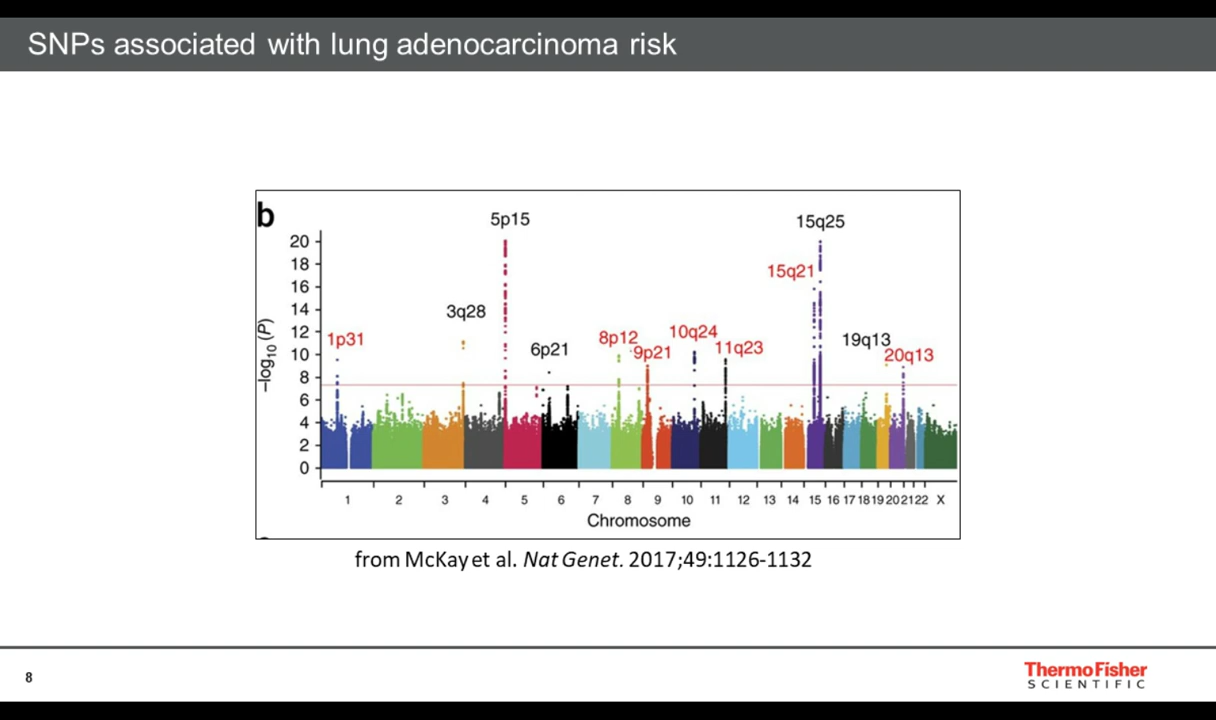 SNPs associated with lung adenocarcinoma risk
b
5p15
15q25
15q21
3q28
1p31
6p21
8p12
9p21
10q24
11q23
19q13
20q13
20
18
16
14
12
10
8
6
4
2
0
−log10 (P)
1 2 3 4 5 6 7 8 9 10 11 12 13 14 15 16 17 18 19 20 21 22 X
Chromosome
from McKay et al. Nat Genet. 2017;49:1126-1132
8
ThermoFisher
SCIENTIFIC